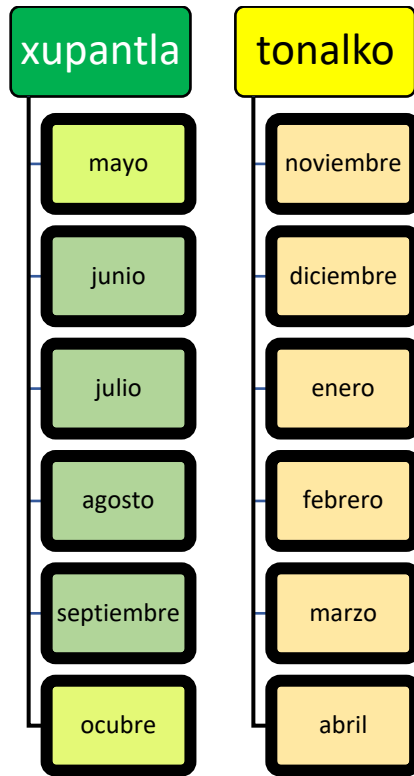 xupantla
mayo
junio
julio
agosto
septiembre
ocubre
tonalko
noviembre
diciembre
enero
febrero
marzo
abril